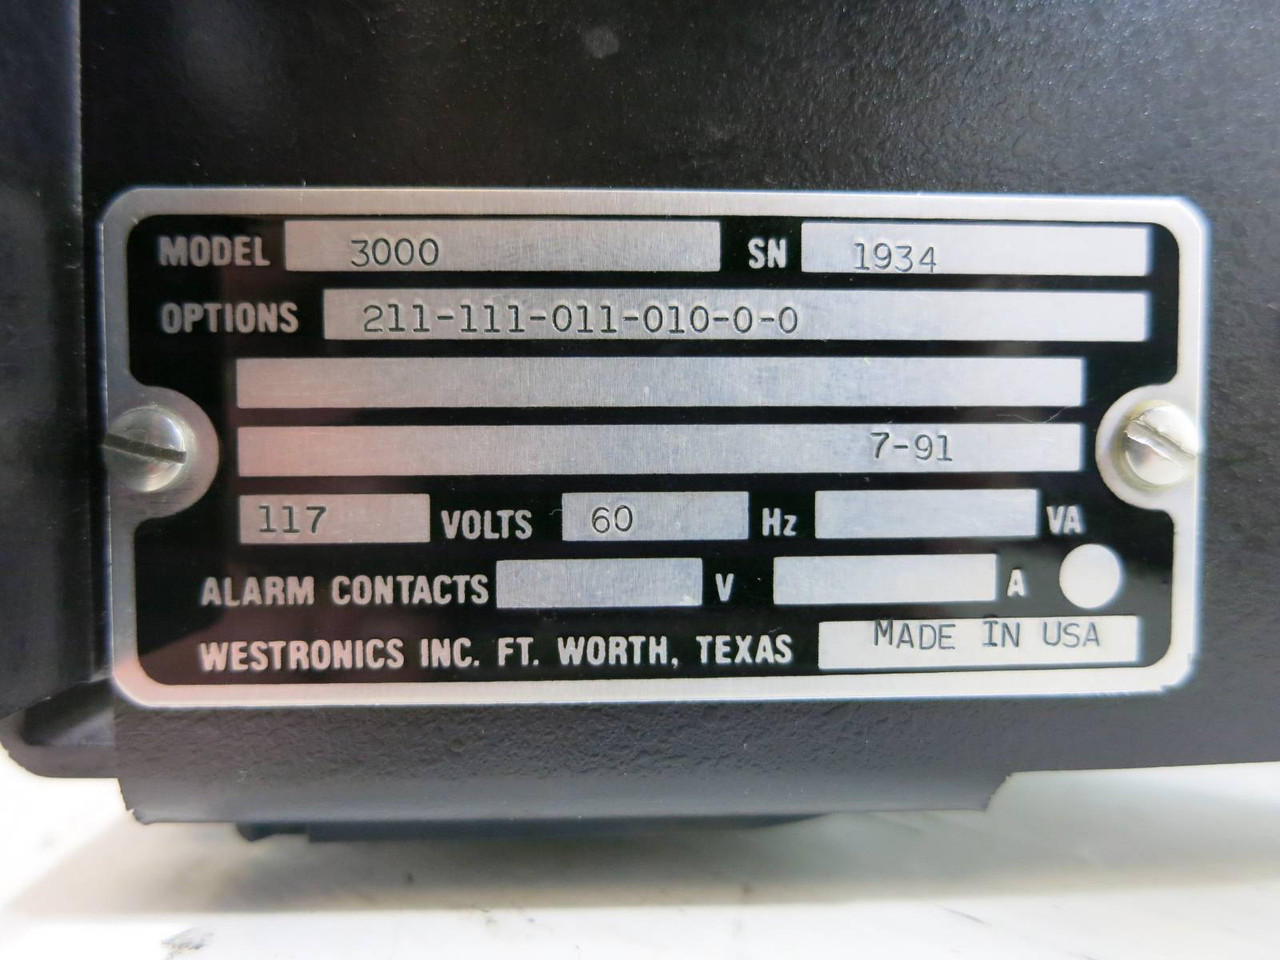 MODEL 3000 SN 1934
OPTIONS 211-111-011-010-0-0
7-91
117 VOLTS 60 Hz VA
ALARM CONTACTS V A
WESTRONICS INC. FT. WORTH, TEXAS MADE IN USA